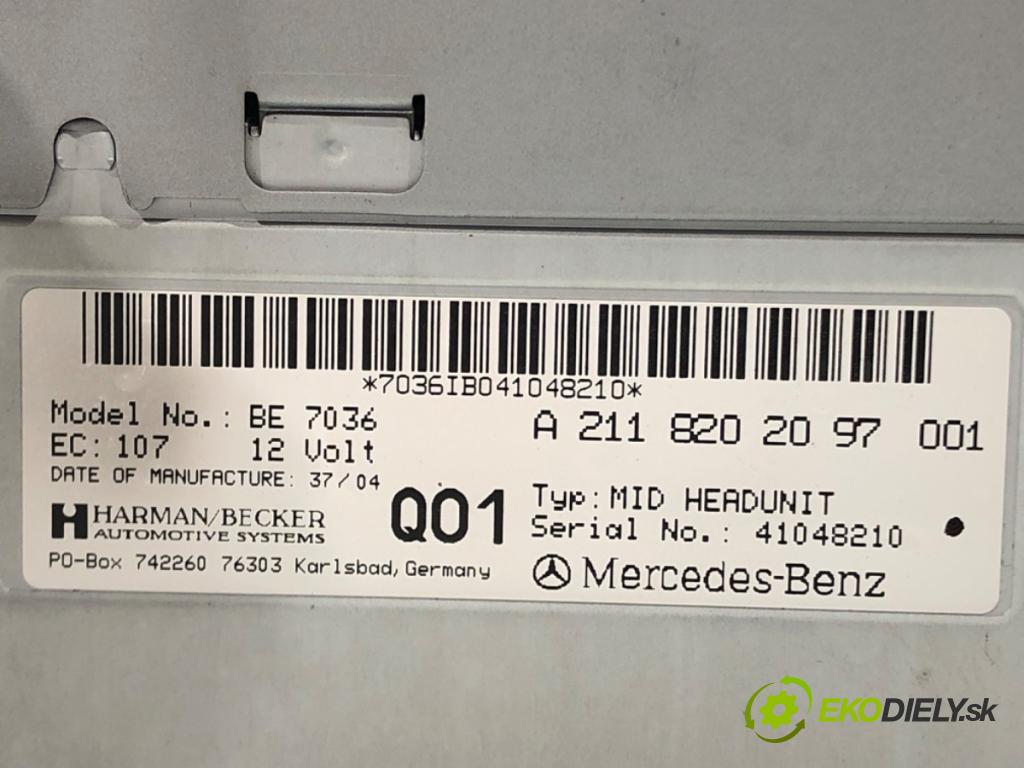 *7036IB041048210*
Model No.: BE 7036
EC: 107 12 Volt
DATE OF MANUFACTURE: 37/04
HARMAN/BECKER
AUTOMOTIVE SYSTEMS
PO-Box 742260 76303 Karlsbad, Germany
Q01
A 211 820 20 97 001
Typ: MID HEADUNIT
Serial No.: 41048210
Mercedes-Benz
EKODIELY.sk